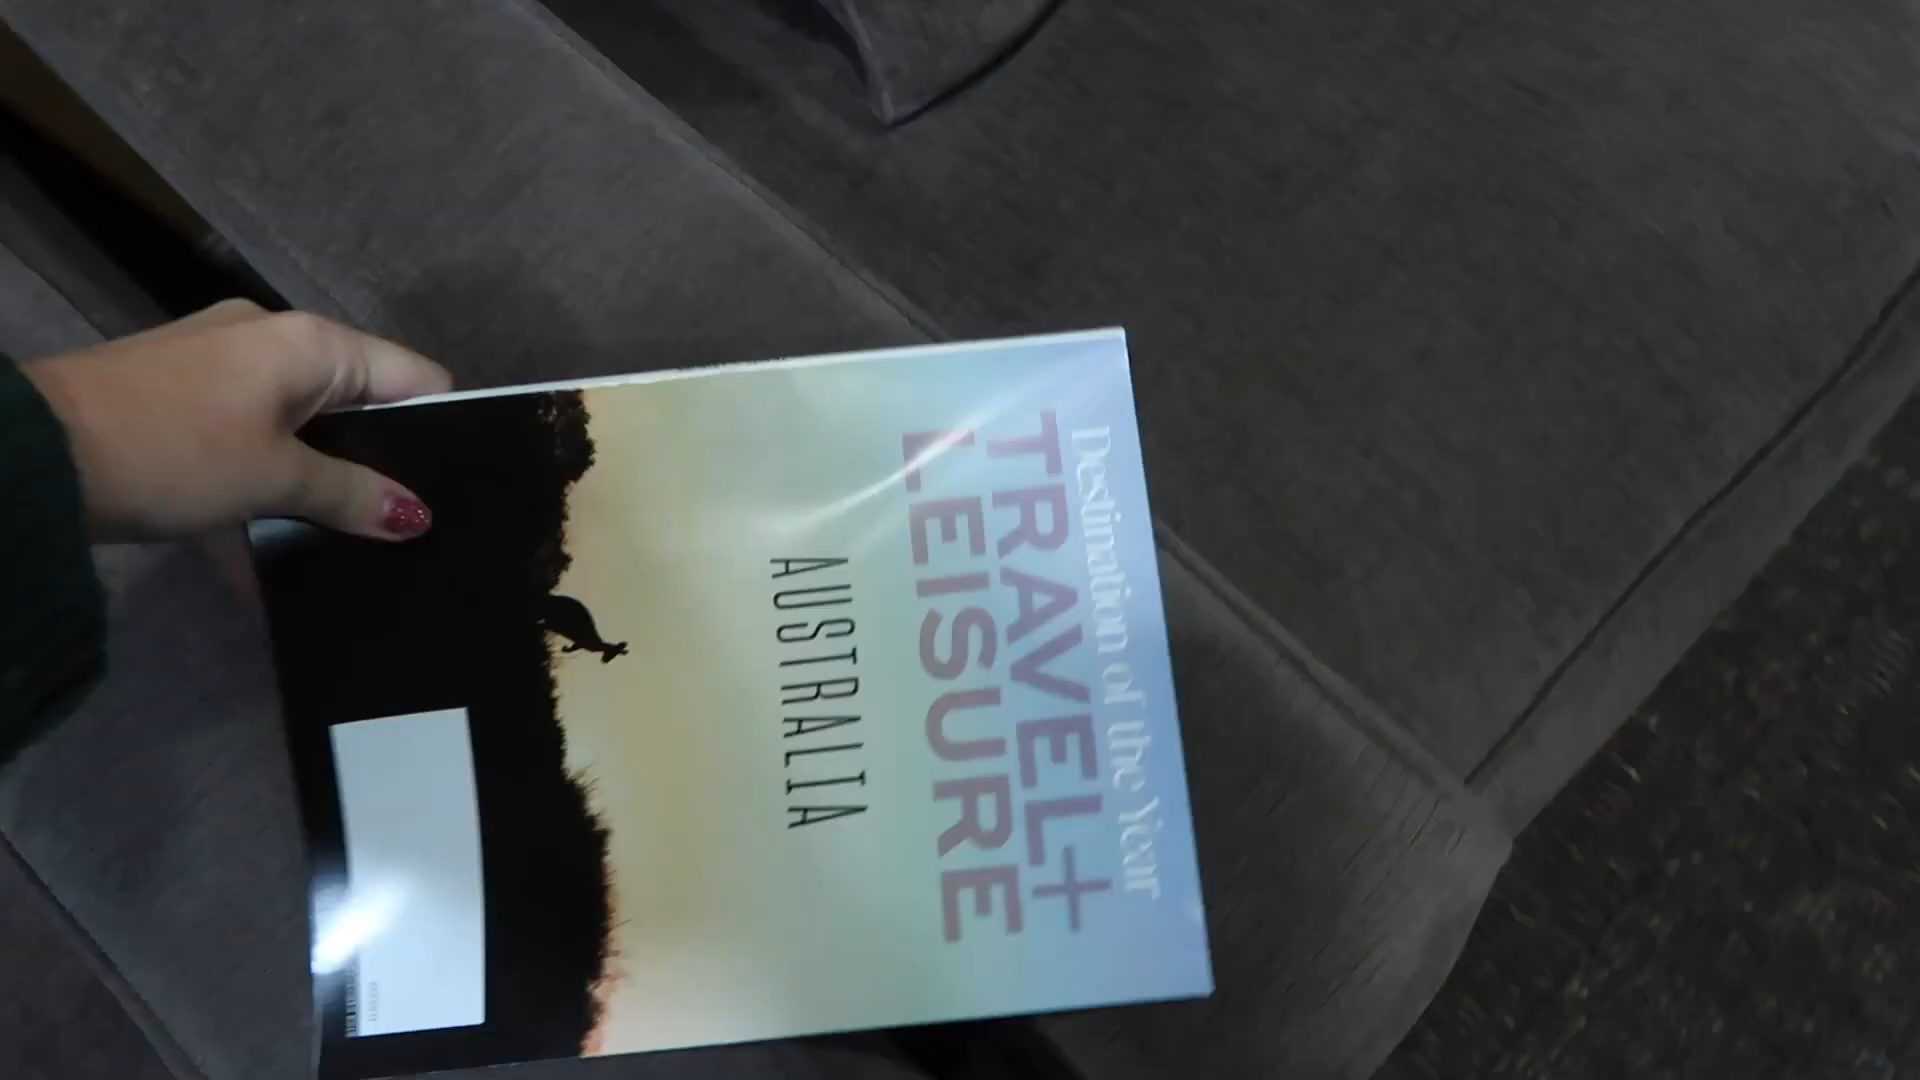 Destination of the Year
TRAVEL+
LEISURE
AUSTRALIA